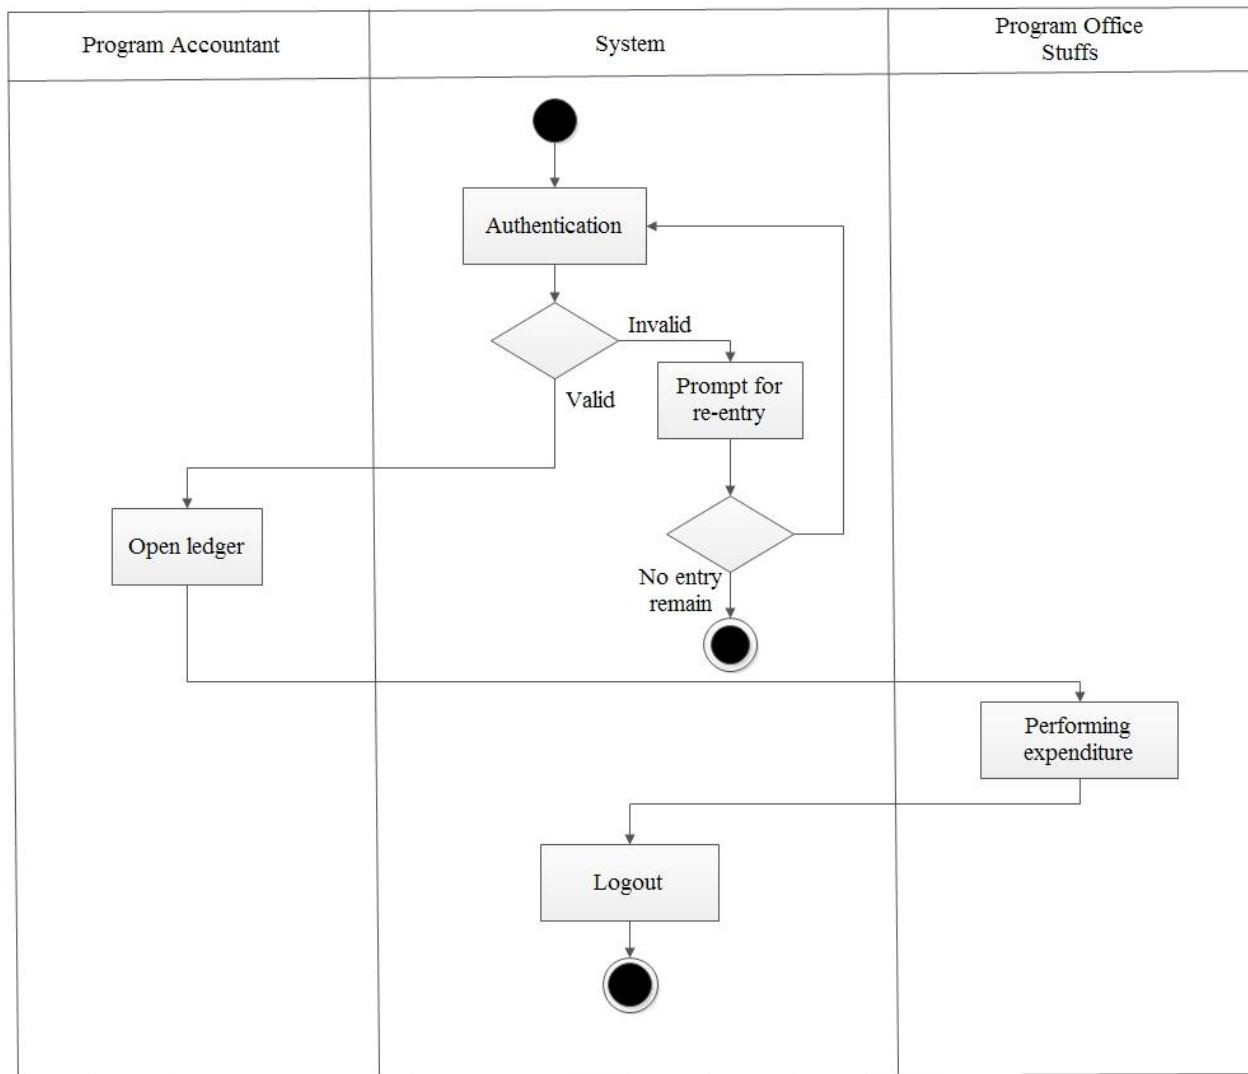 Program Accountant
System
Program Office
Stuffs
Authentication
Invalid
Prompt for
re-entry
Valid
Open ledger
No entry
remain
Performing
expenditure
Logout